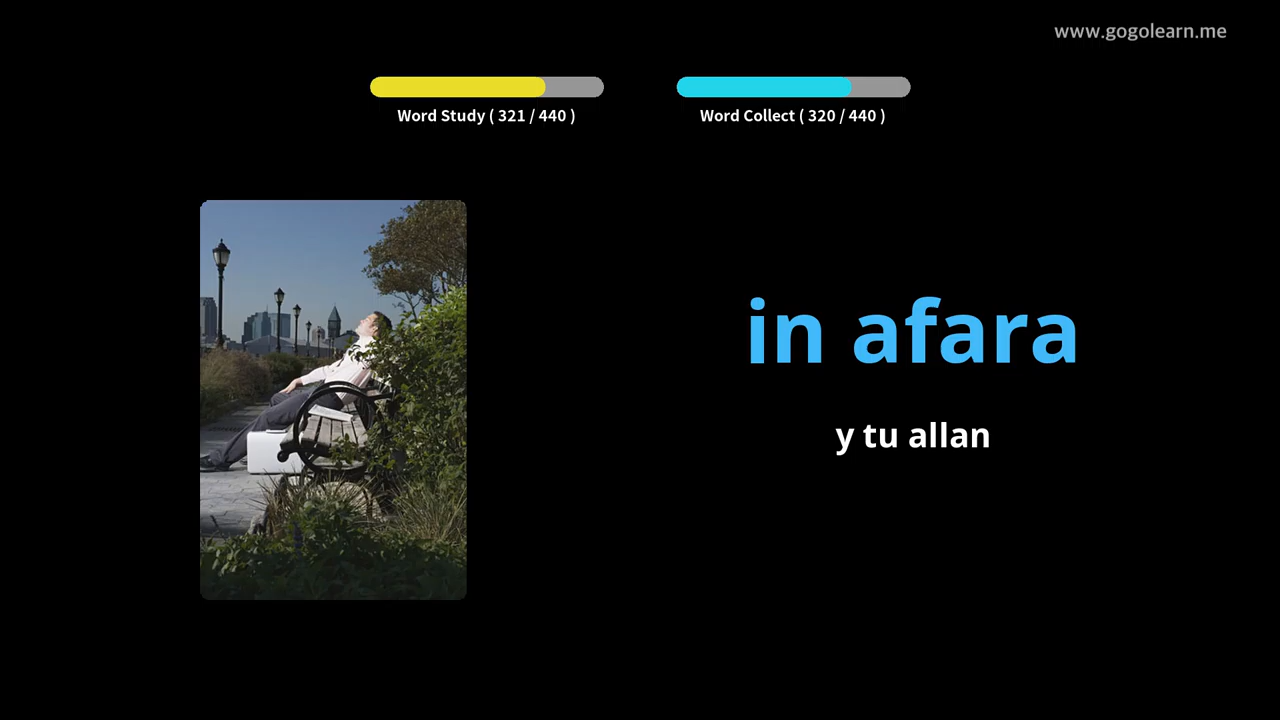 www.gogolearn.me
Word Study ( 321 / 440 )
Word Collect ( 320 / 440 )
in afara
y tu allan